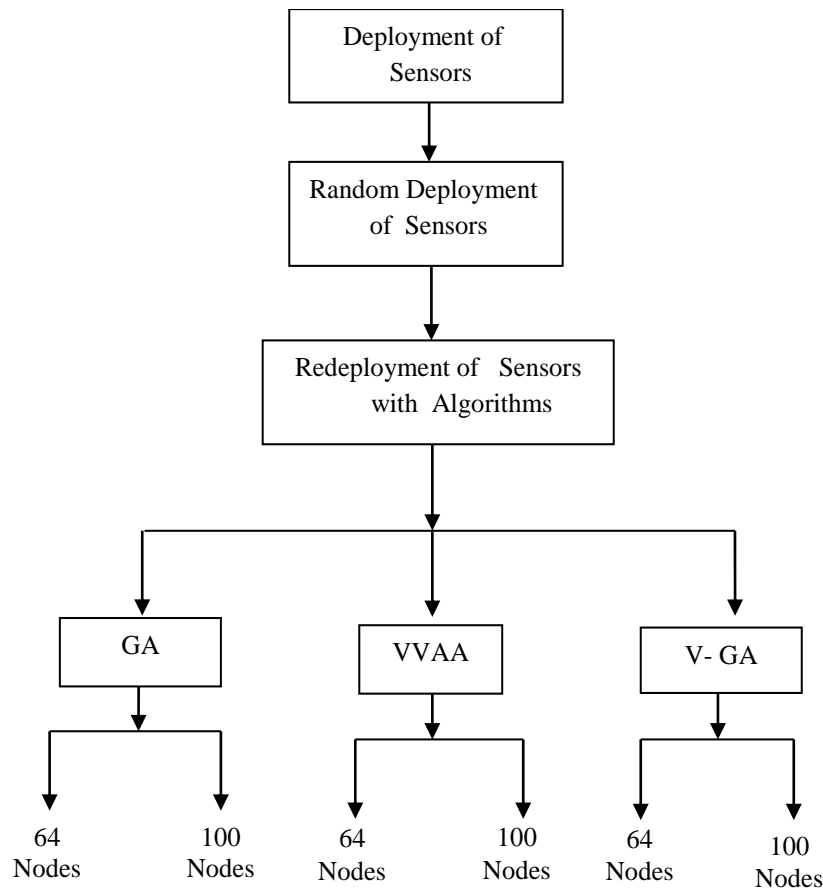 Deployment of
Sensors
Random Deployment
of Sensors
Redeployment of Sensors
with Algorithms
GA
VVAA
V- GA
64
Nodes
100
Nodes
64
Nodes
100
Nodes
64
Nodes
100
Nodes